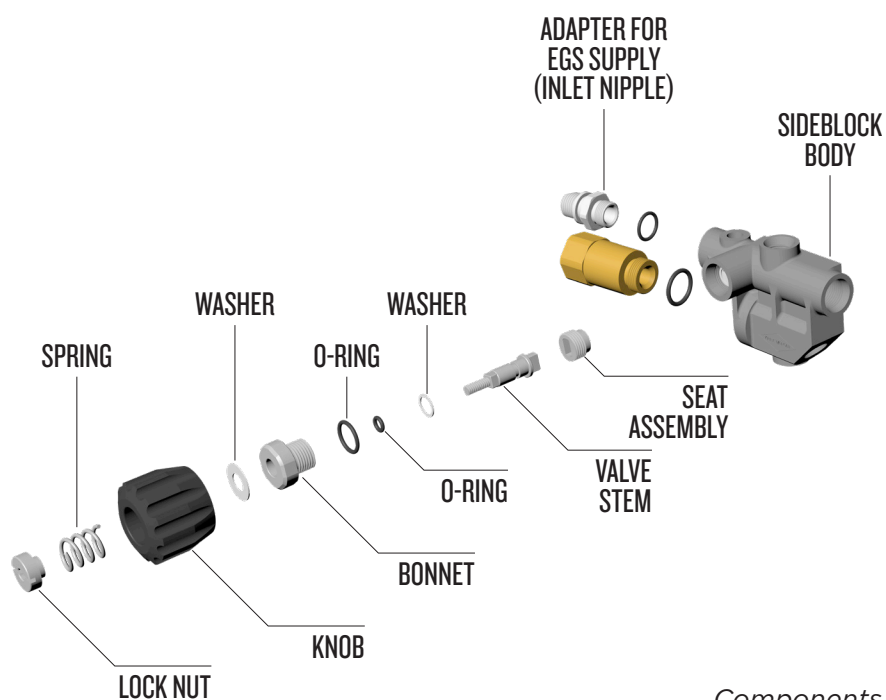 ADAPTER FOR
EGS SUPPLY
(INLET NIPPLE)
SIDEBLOCK
BODY
WASHER
WASHER
SPRING
O-RING
SEAT
ASSEMBLY
O-RING
VALVE
STEM
BONNET
KNOB
LOCK NUT
Components